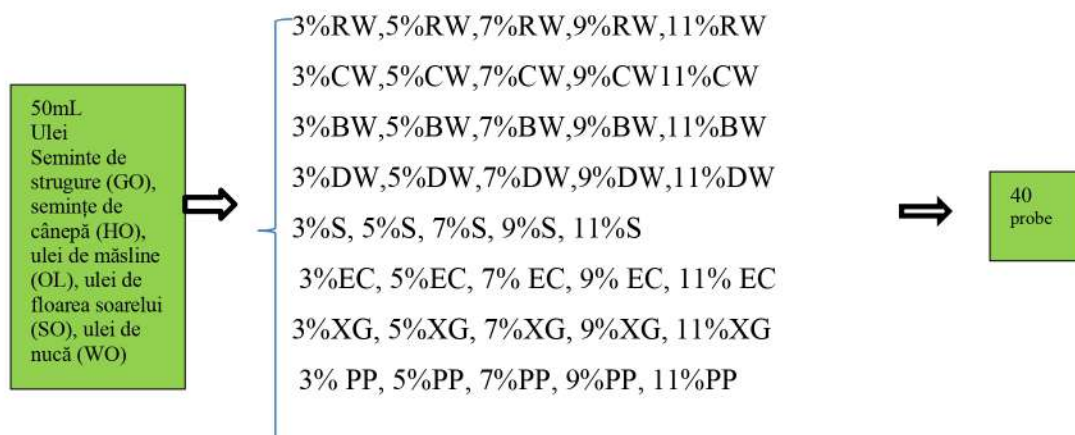 50mL
Ulei
Seminte de
strugure (GO),
semințe de
cânepă (HO),
ulei de măsline
(OL), ulei de
floarea soarelui
(SO), ulei de
nucă (WO)
3%RW,5%RW,7%RW,9%RW,11%RW
3%CW,5%CW,7%CW,9%CW11%CW
3%BW,5%BW,7%BW,9%BW,11%BW
3%DW,5%DW,7%DW,9%DW,11%DW
3%S, 5%S, 7%S, 9%S, 11%S
3%EC, 5%EC, 7% EC, 9% EC, 11% EC
3%XG, 5%XG, 7%XG, 9%XG, 11%XG
3% PP, 5%PP, 7%PP, 9%PP, 11%PP
40
probe